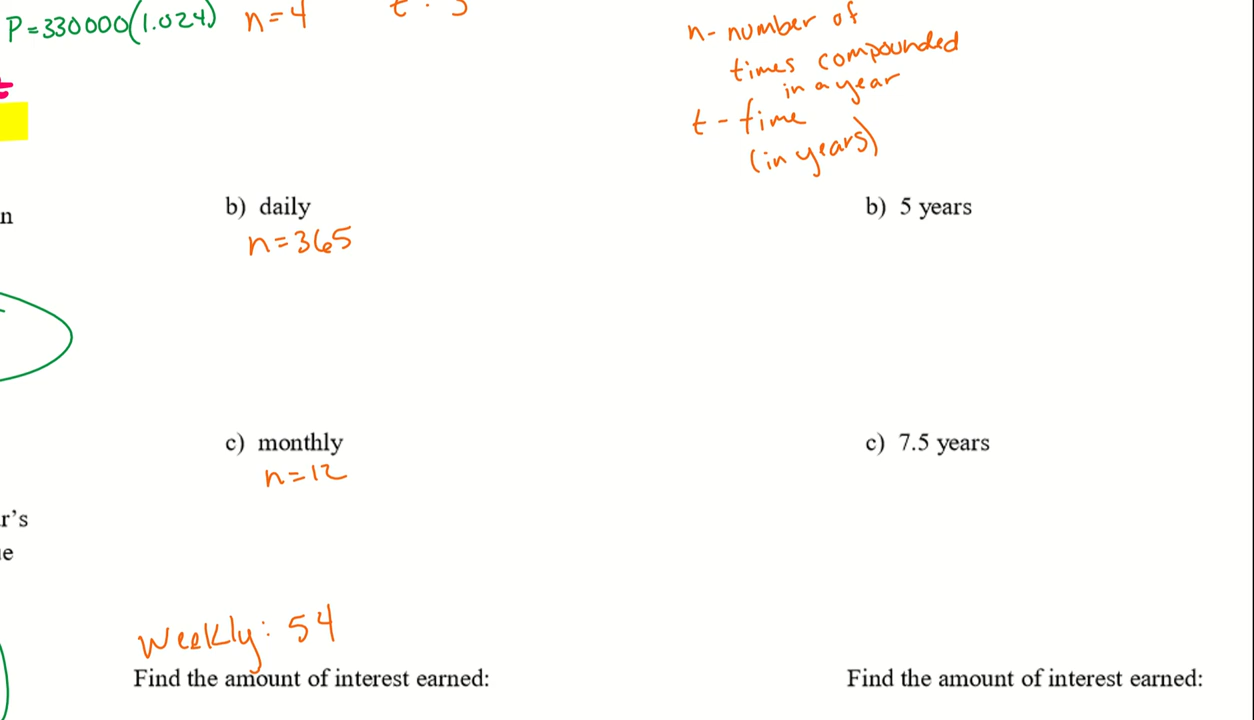 P=330000(1.024) n=4
n- number of
times compounded
in a year
t - time
(in years)
n
b) daily
b) 5 years
n=365
c) monthly
c) 7.5 years
n=12
r's
e
Weekly: 54
Find the amount of interest earned:
Find the amount of interest earned: